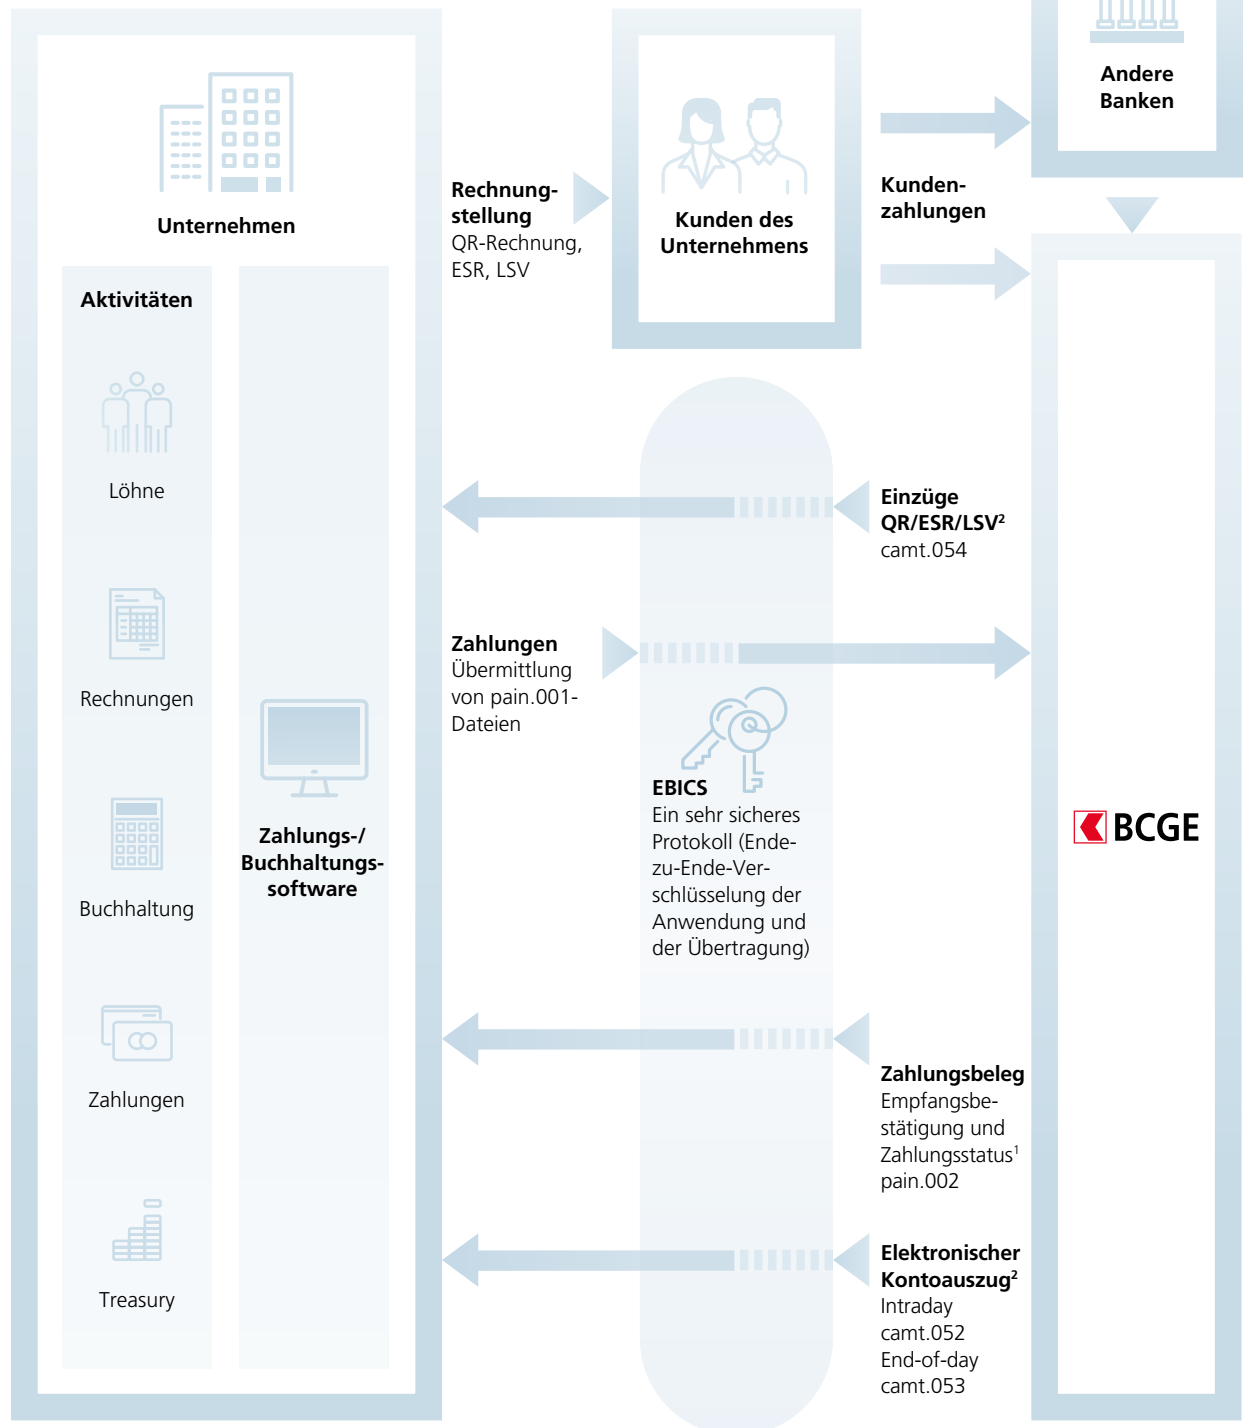 Andere
Banken
Unternehmen
Rechnung-
stellung
QR-Rechnung,
ESR, LSV
Kunden des
Unternehmens
Kunden-
zahlungen
Aktivitäten
Löhne
Rechnungen
Buchhaltung
Zahlungen
Treasury
Zahlungs-/
Buchhaltungs-
software
Einzüge
QR/ESR/LSV²
camt.054
Zahlungen
Übermittlung
von pain.001-
Dateien
EBICS
Ein sehr sicheres
Protokoll (Ende-
zu-Ende-Ver-
schlüsselung der
Anwendung und
der Übertragung)
BCGE
Zahlungsbeleg
Empfangsbe-
stätigung und
Zahlungsstatus¹
pain.002
Elektronischer
Kontoauszug²
Intraday
camt.052
End-of-day
camt.053